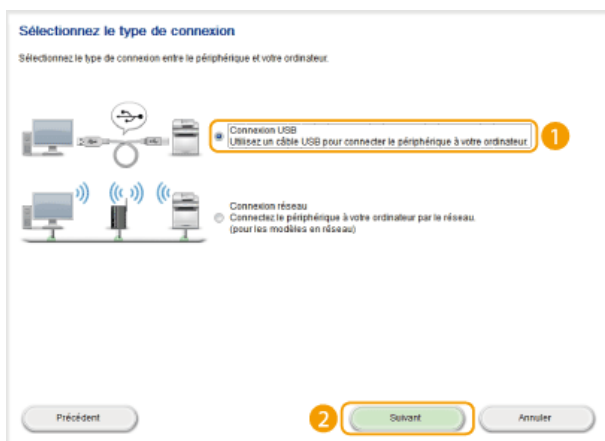 Sélectionnez le type de connexion
Sélectionnez le type de connexion entre le périphérique et votre ordinateur.
Connexion USB
Utilisez un câble USB pour connecter le périphérique à votre ordinateur.
1
Connexion réseau
Connectez le périphérique à votre ordinateur par le réseau.
(pour les modèles en réseau)
Précédent
2
Suivant
Annuler